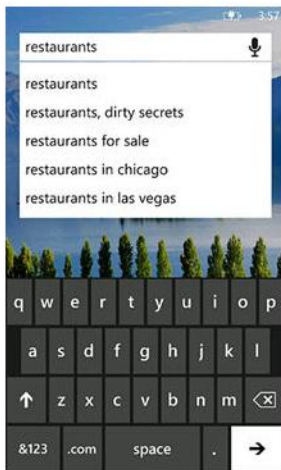 3:57
restaurants
restaurants
restaurants, dirty secrets
restaurants for sale
restaurants in chicago
restaurants in las vegas
q w e r t y u i o p
a s d f g h j k l
z x c v b n m
&123 .com space .